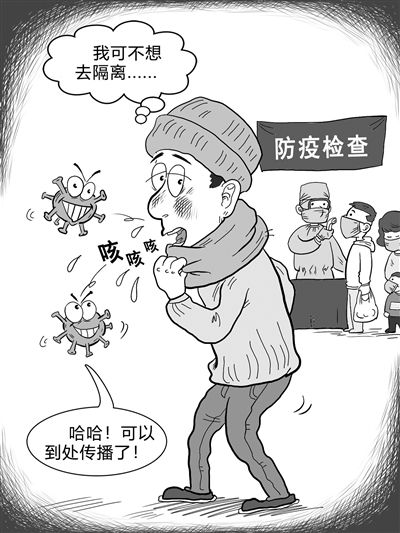 我可不想
去隔离……
防疫检查
咳
咳
咳
哈哈！可以
到处传播了！